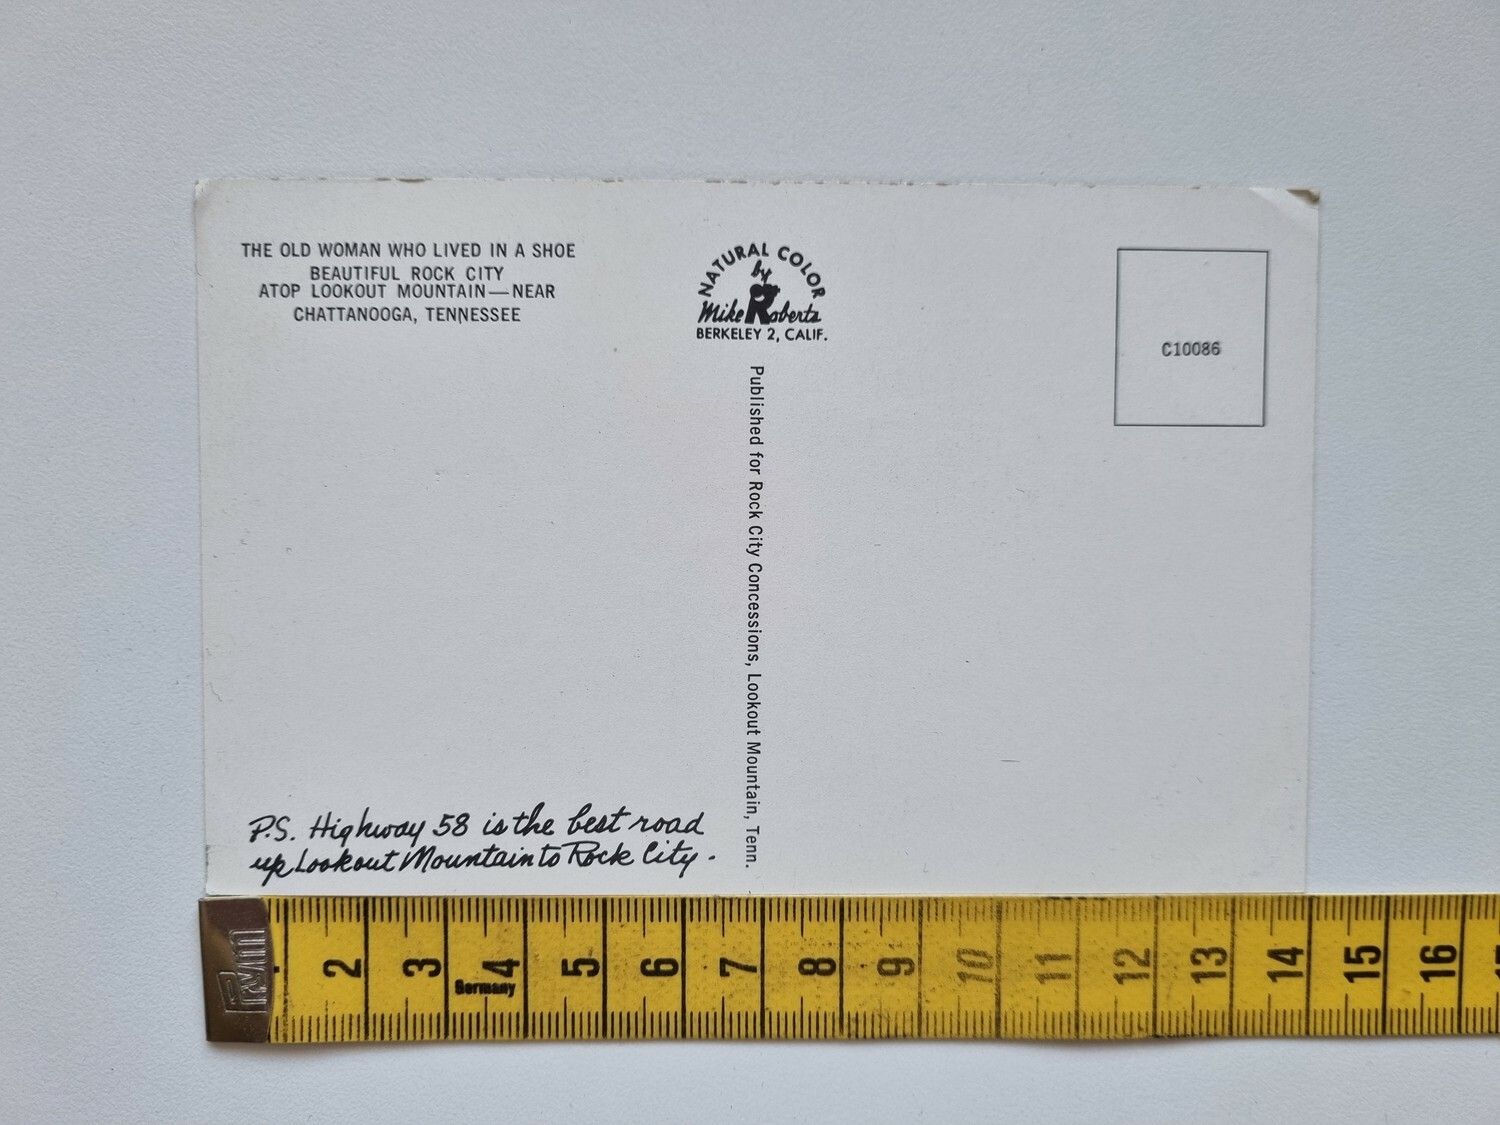 THE OLD WOMAN WHO LIVED IN A SHOE
BEAUTIFUL ROCK CITY
ATOP LOOKOUT MOUNTAIN—NEAR
CHATTANOOGA, TENNESSEE
NATURAL COLOR
by
Mike Roberts
BERKELEY 2, CALIF.
C10086
Published for Rock City Concessions, Lookout Mountain, Tenn.
P.S. Highway 58 is the best road
up Lookout Mountain to Rock City.
2 3 4 5 6 7 8 9 10 11 12 13 14 15 16
Germany